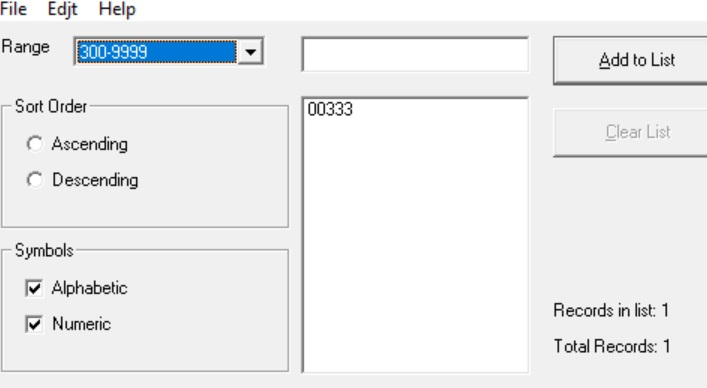 File Edjt Help
Range 300-9999 Add to List
Sort Order
00333
Clear List
Ascending
Descending
Symbols
Alphabetic
Numeric
Records in list: 1
Total Records: 1